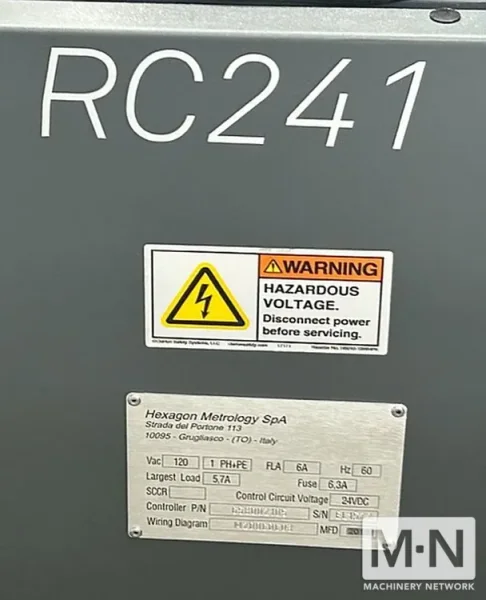 RC241
WARNING
HAZARDOUS
VOLTAGE.
Disconnect power
before servicing.
Hexagon Metrology SpA
Strada del Portone 113
10095 - Grugliasco - (TO) - Italy
Vac 120 1 PH+PE FLA 6A Hz 60
Largest Load 5,7A Fuse 6,3A
SCCR Control Circuit Voltage 24VDC
Controller P/N S/N
Wiring Diagram MFD
M·N
MACHINERY NETWORK